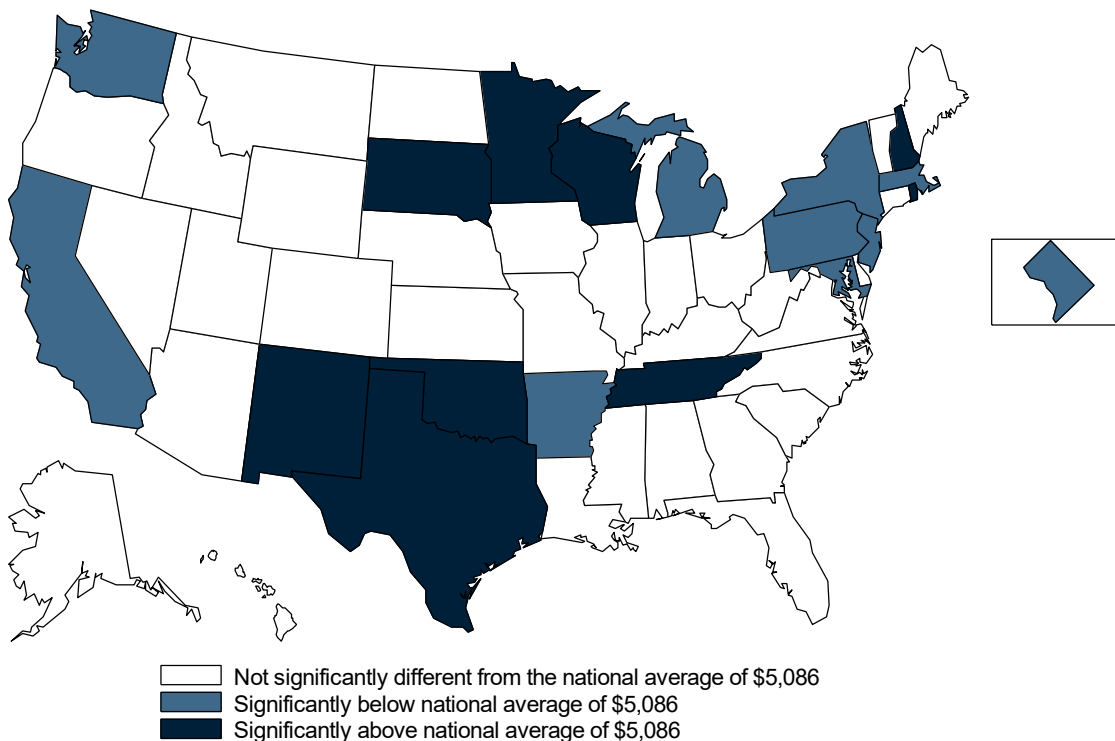 Not significantly different from the national average of $5,086
Significantly below national average of $5,086
Significantly above national average of $5,086